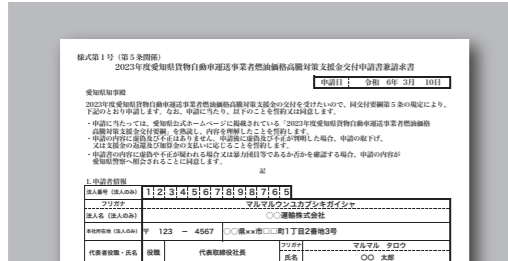 様式第1号（第5条関係）
2023年度愛知県貨物自動車運送事業者燃油価格高騰対策支援金交付申請書兼請求書
申請日 令和 6年 3月 10日
愛知県知事殿
2023年度愛知県貨物自動車運送事業者燃油価格高騰対策支援金の交付を受けたいので、同交付要綱第5条の規定により、
下記のとおり申請します。なお、申請に当たり、以下のことを誓約又は同意します。
・申請に当たっては、愛知県公式ホームページに掲載されている「2023年度愛知県貨物自動車運送事業者燃油価格
高騰対策支援金交付要綱」を熟読し、内容を理解したことを誓約します。
・申請の内容に虚偽及び不正はありません。申請後に虚偽及び不正が判明した場合、申請の取下げ、
又は支援金の返還及び加算金の支払いに応じることを誓約します。
・申請書の内容に虚偽や不正が疑われる場合又は暴力団員等であるか否かを確認する場合、申請の内容が
愛知県警察へ照会されることに同意します。
記
1. 申請者情報
法人番号（法人のみ） 1 2 3 4 5 6 7 8 9 8 7 6 5
フリガナ マルマルウンユカブシキガイシャ
法人名（法人のみ） ○○運輸株式会社
本社所在地（法人のみ） 〒 123 － 4567 ○○県××市□□町1丁目2番地3号
代表者役職・氏名 役職 代表取締役社長 フリガナ マルマル タロウ
氏名 ○○ 太郎